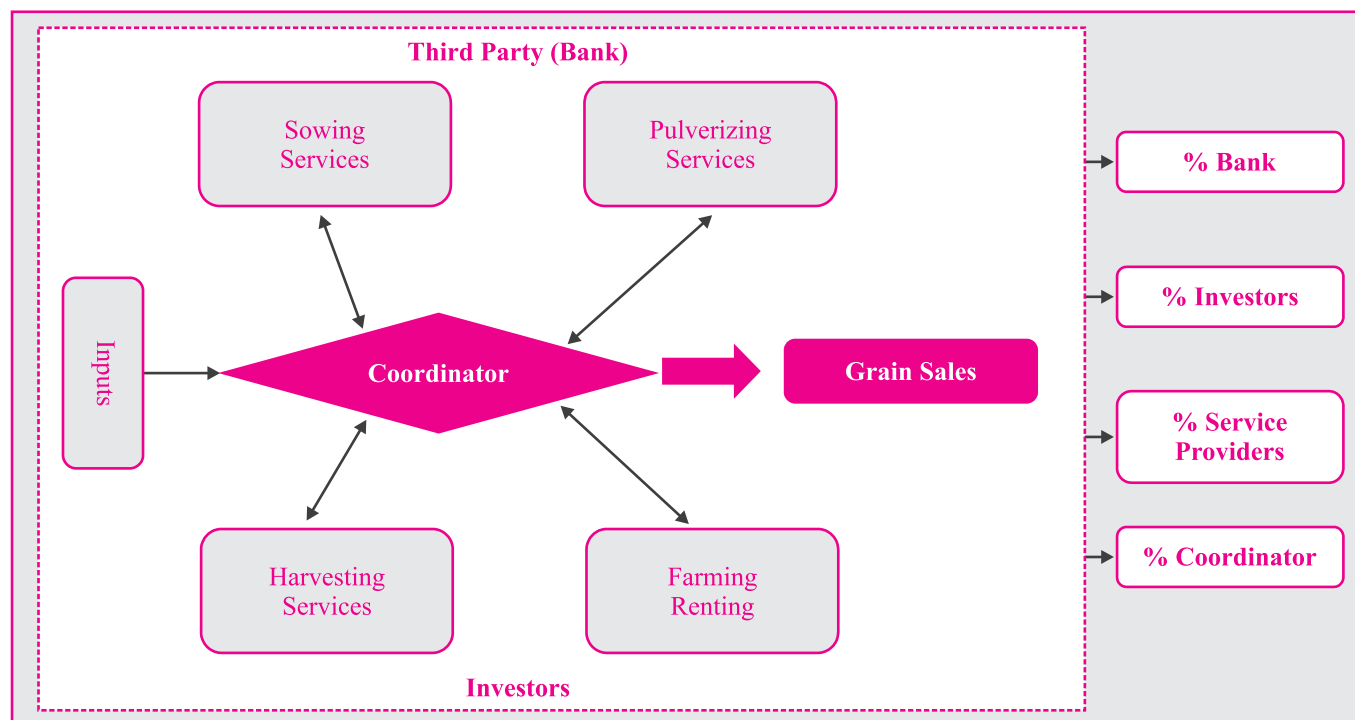 Third Party (Bank)
Sowing
Services
Pulverizing
Services
% Bank
% Investors
Inputs
Coordinator
Grain Sales
% Service
Providers
% Coordinator
Harvesting
Services
Farming
Renting
Investors